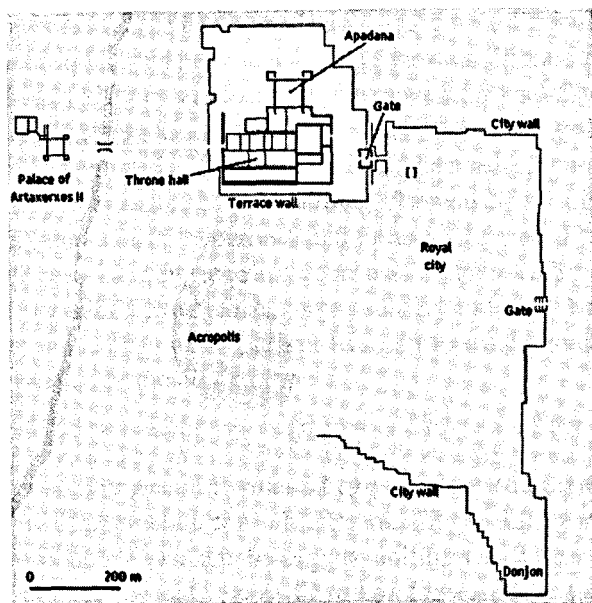 Apadana
Gate
City wall
Palace of
Artaxerxes II
Throne hall
Terrace wall
Royal
city
Gate
Acropolis
City wall
0 200 m
Donjon